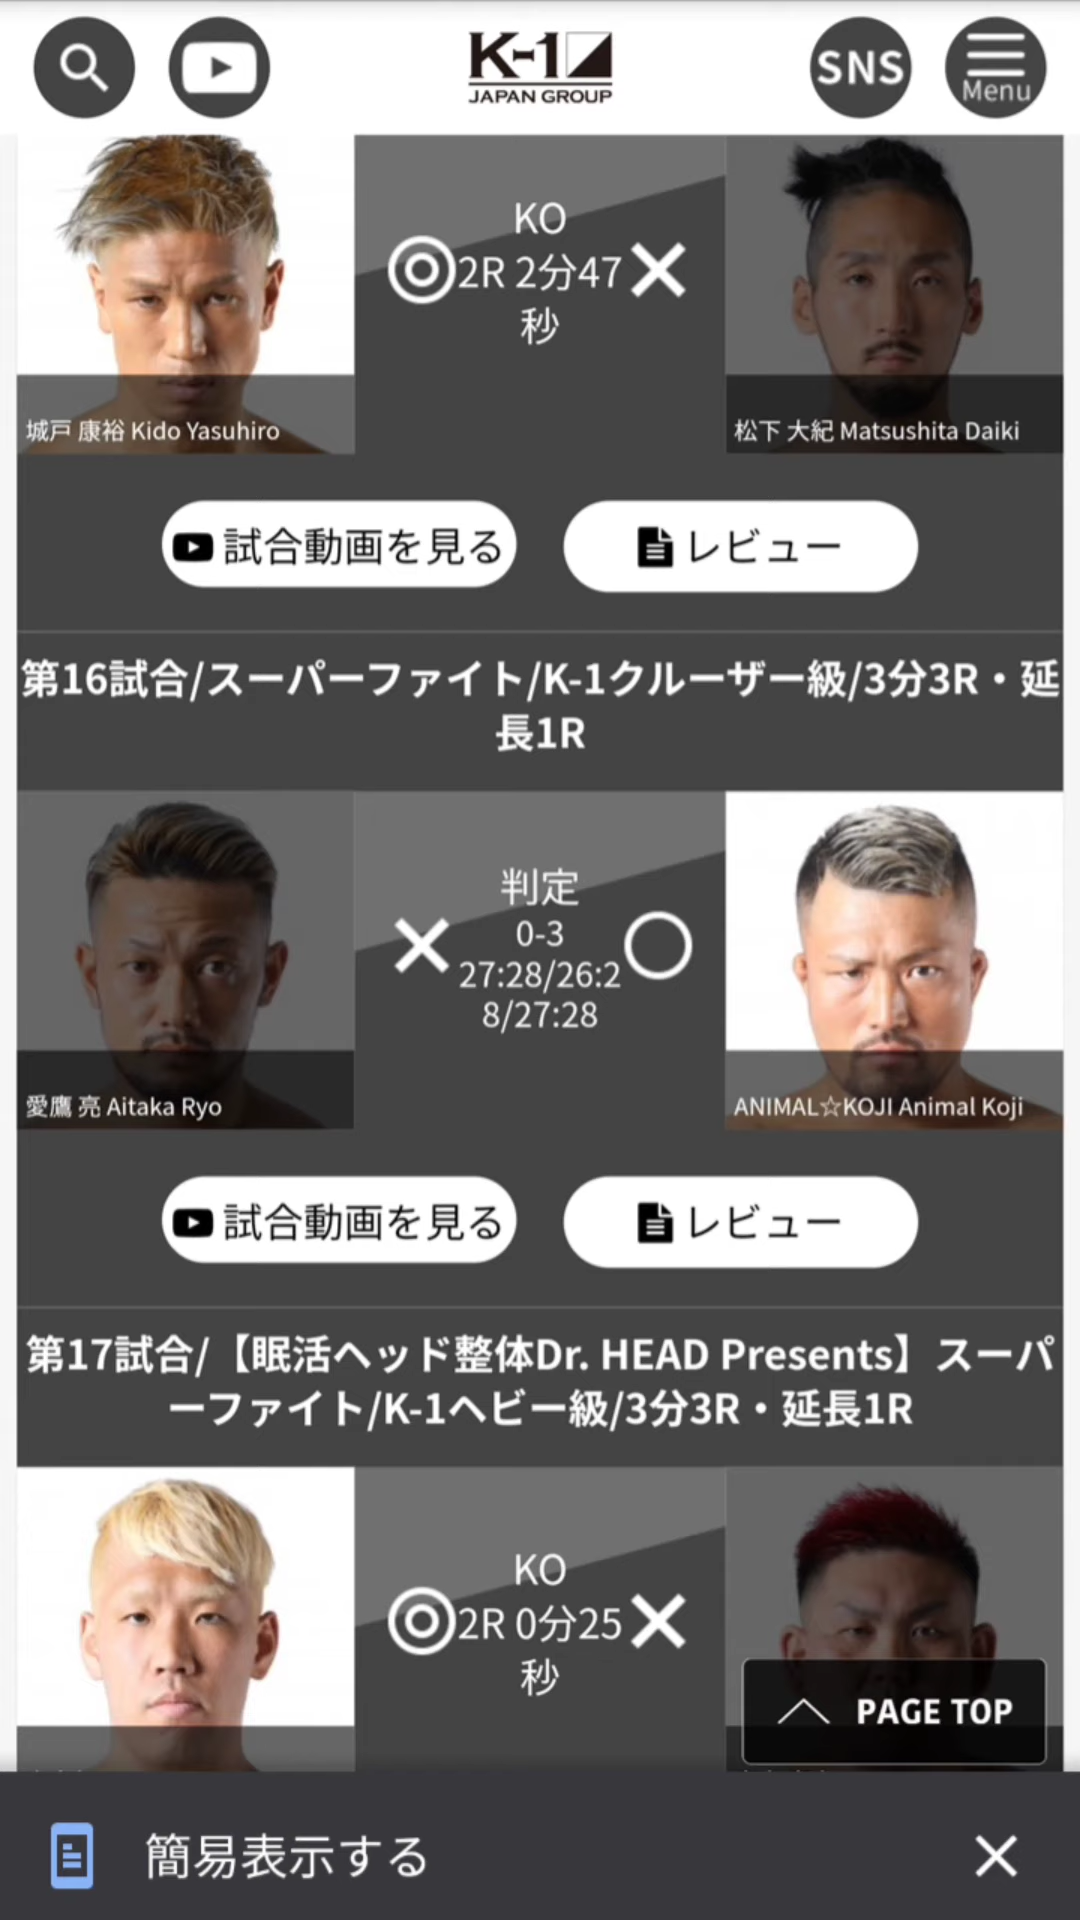 K-1
JAPAN GROUP
SNS
Menu
KO
2R 2分47
秒
城戸 康裕 Kido Yasuhiro
松下 大紀 Matsushita Daiki
試合動画を見る
レビュー
第16試合/スーパーファイト/K-1クルーザー級/3分3R・延
長1R
判定
0-3
27:28/26:2
8/27:28
愛鷹 亮 Aitaka Ryo
ANIMAL☆KOJI Animal Koji
試合動画を見る
レビュー
第17試合/【眠活ヘッド整体Dr. HEAD Presents】スーパ
ーファイト/K-1ヘビー級/3分3R・延長1R
KO
2R 0分25
秒
PAGE TOP
簡易表示する